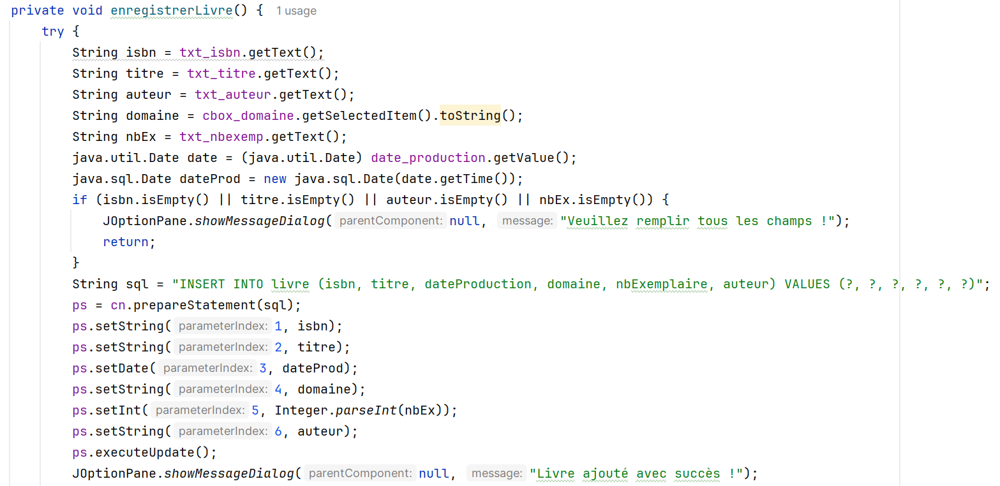 private void enregistrerLivre() { 1 usage
try {
String isbn = txt_isbn.getText();
String titre = txt_titre.getText();
String auteur = txt_auteur.getText();
String domaine = cbox_domaine.getSelectedItem().toString();
String nbEx = txt_nbexemp.getText();
java.util.Date date = (java.util.Date) date_production.getValue();
java.sql.Date dateProd = new java.sql.Date(date.getTime());
if (isbn.isEmpty() || titre.isEmpty() || auteur.isEmpty() || nbEx.isEmpty()) {
JOptionPane.showMessageDialog( parentComponent: null, message: "Veuillez remplir tous les champs !");
return;
}
String sql = "INSERT INTO livre (isbn, titre, dateProduction, domaine, nbExemplaire, auteur) VALUES (?, ?, ?, ?, ?, ?)";
ps = cn.prepareStatement(sql);
ps.setString( parameterIndex: 1, isbn);
ps.setString( parameterIndex: 2, titre);
ps.setDate( parameterIndex: 3, dateProd);
ps.setString( parameterIndex: 4, domaine);
ps.setInt( parameterIndex: 5, Integer.parseInt(nbEx));
ps.setString( parameterIndex: 6, auteur);
ps.executeUpdate();
JOptionPane.showMessageDialog( parentComponent: null, message: "Livre ajouté avec succès !");